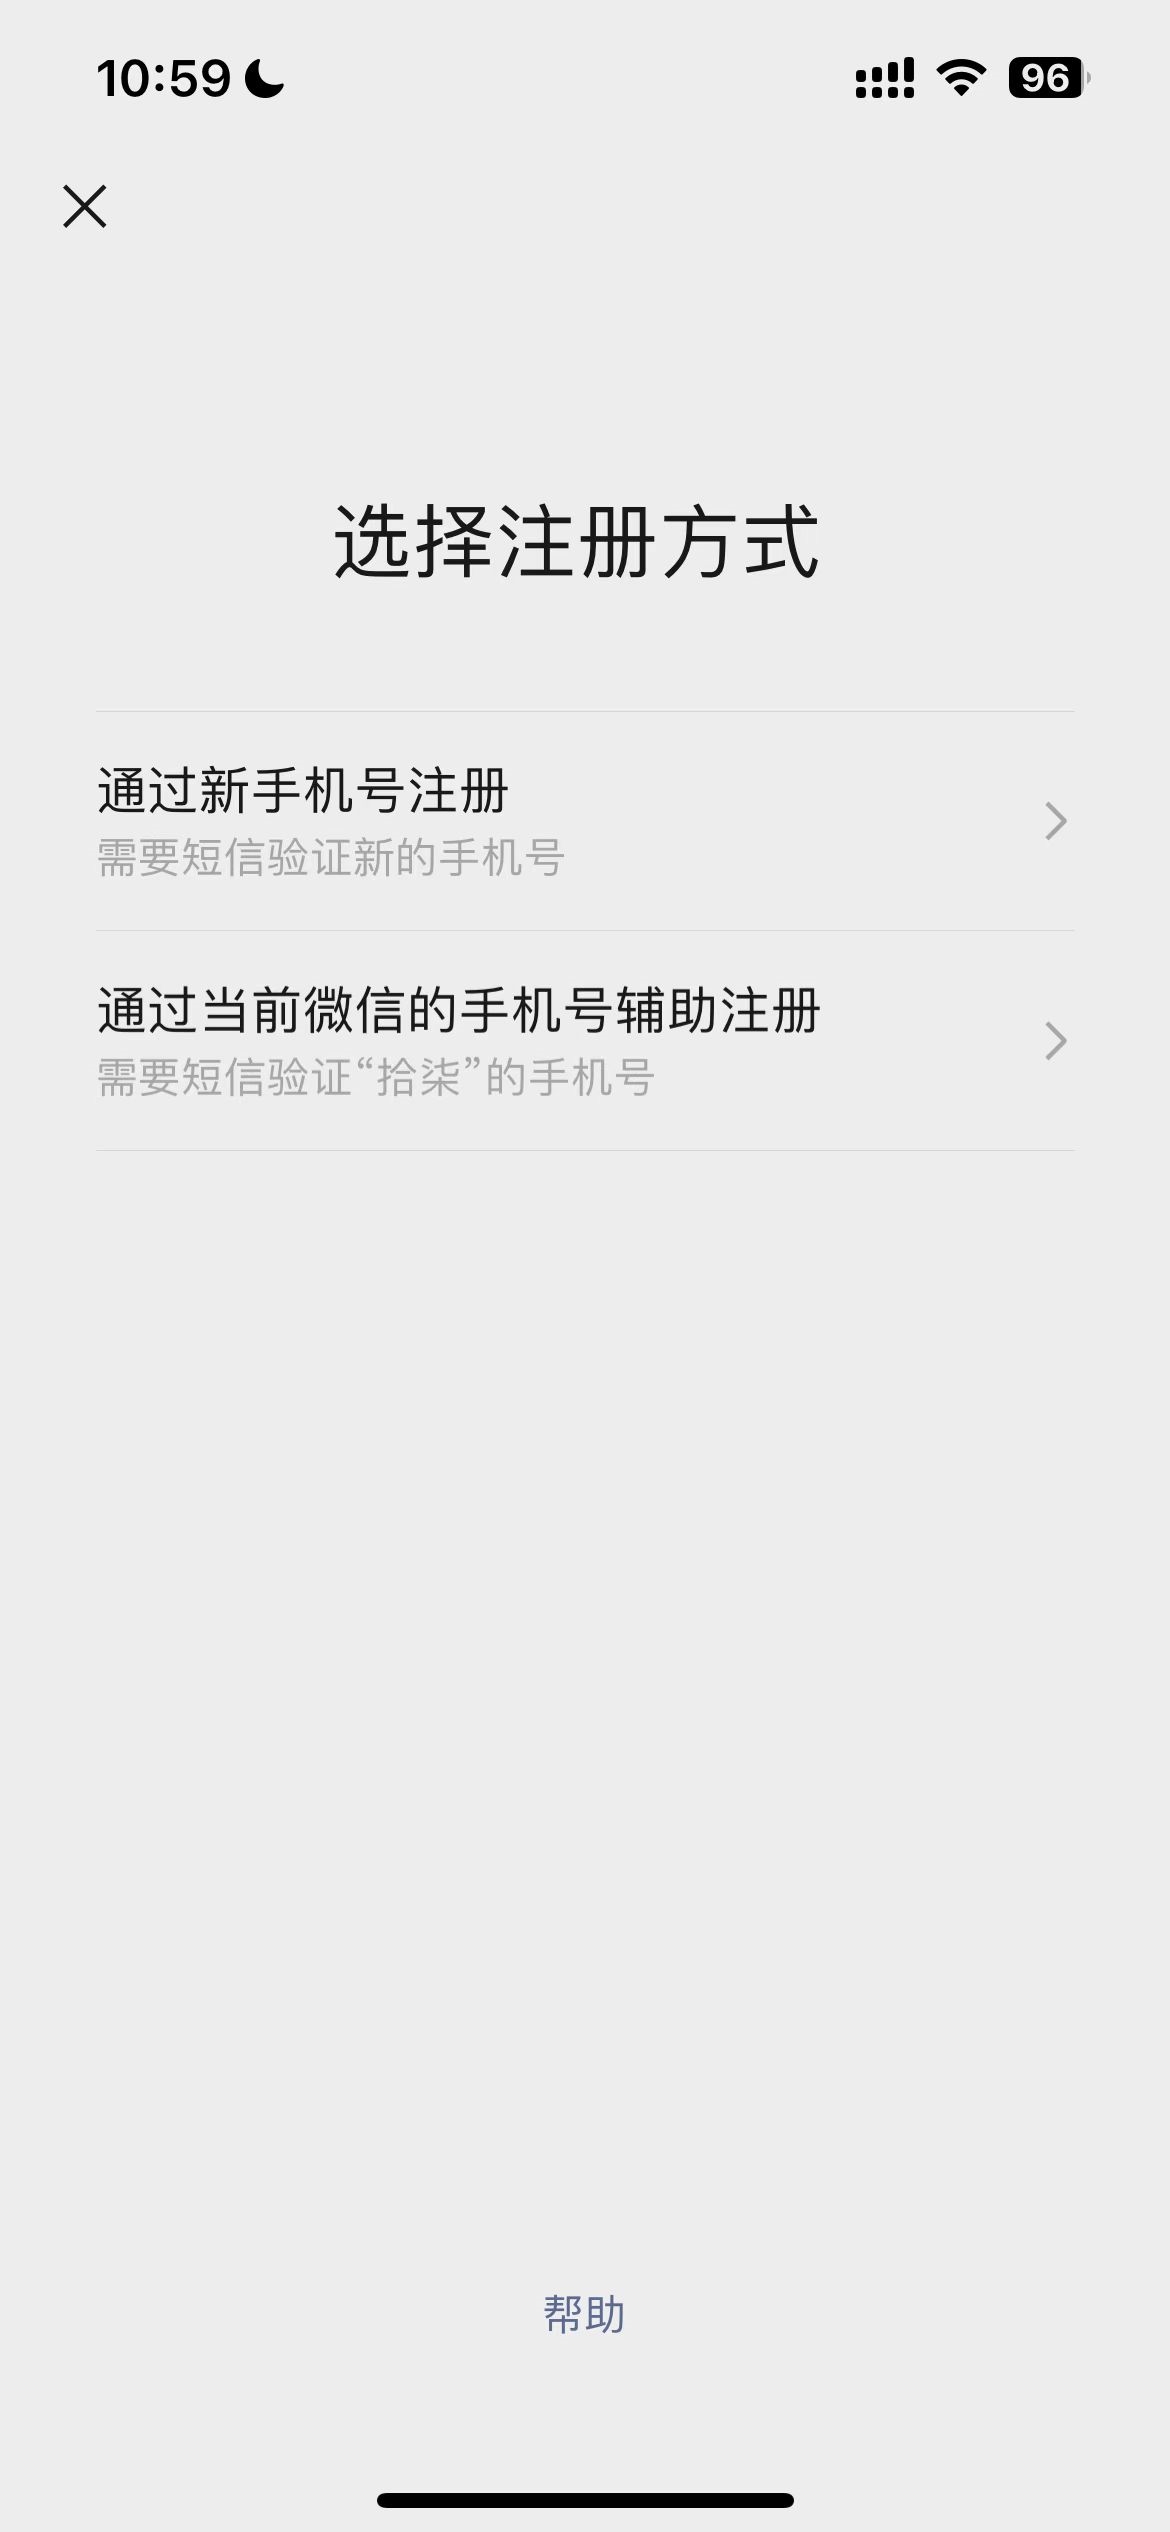 10:59
96
选择注册方式
通过新手机号注册
需要短信验证新的手机号
通过当前微信的手机号辅助注册
需要短信验证“拾柒”的手机号
帮助